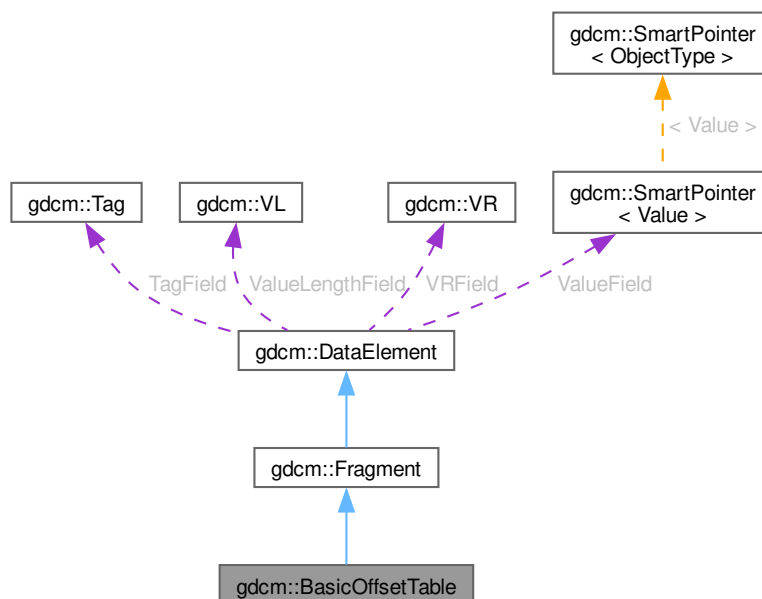 gdcm::SmartPointer
< ObjectType >
< Value >
gdcm::Tag
gdcm::VL
gdcm::VR
gdcm::SmartPointer
< Value >
TagField
ValueLengthField
VRField
ValueField
gdcm::DataElement
gdcm::Fragment
gdcm::BasicOffsetTable